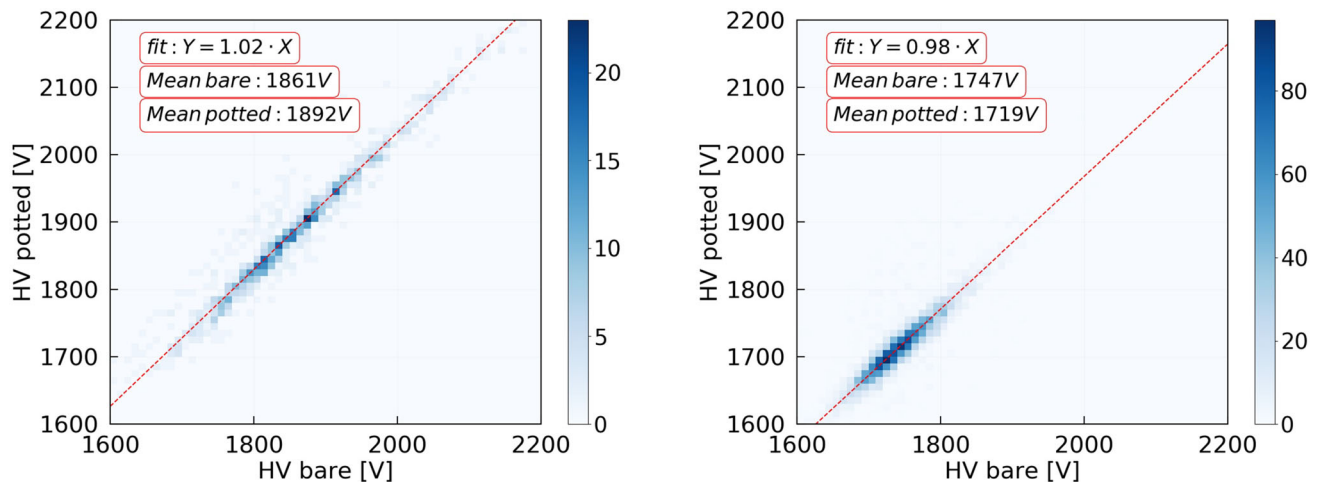 2200
2100
2000
1900
1800
1700
1600
HV potted [V]
fit : Y = 1.02 · X
Mean bare : 1861V
Mean potted : 1892V
1600 1800 2000 2200
HV bare [V]
20
15
10
5
0
2200
2100
2000
1900
1800
1700
1600
HV potted [V]
fit : Y = 0.98 · X
Mean bare : 1747V
Mean potted : 1719V
1600 1800 2000 2200
HV bare [V]
80
60
40
20
0